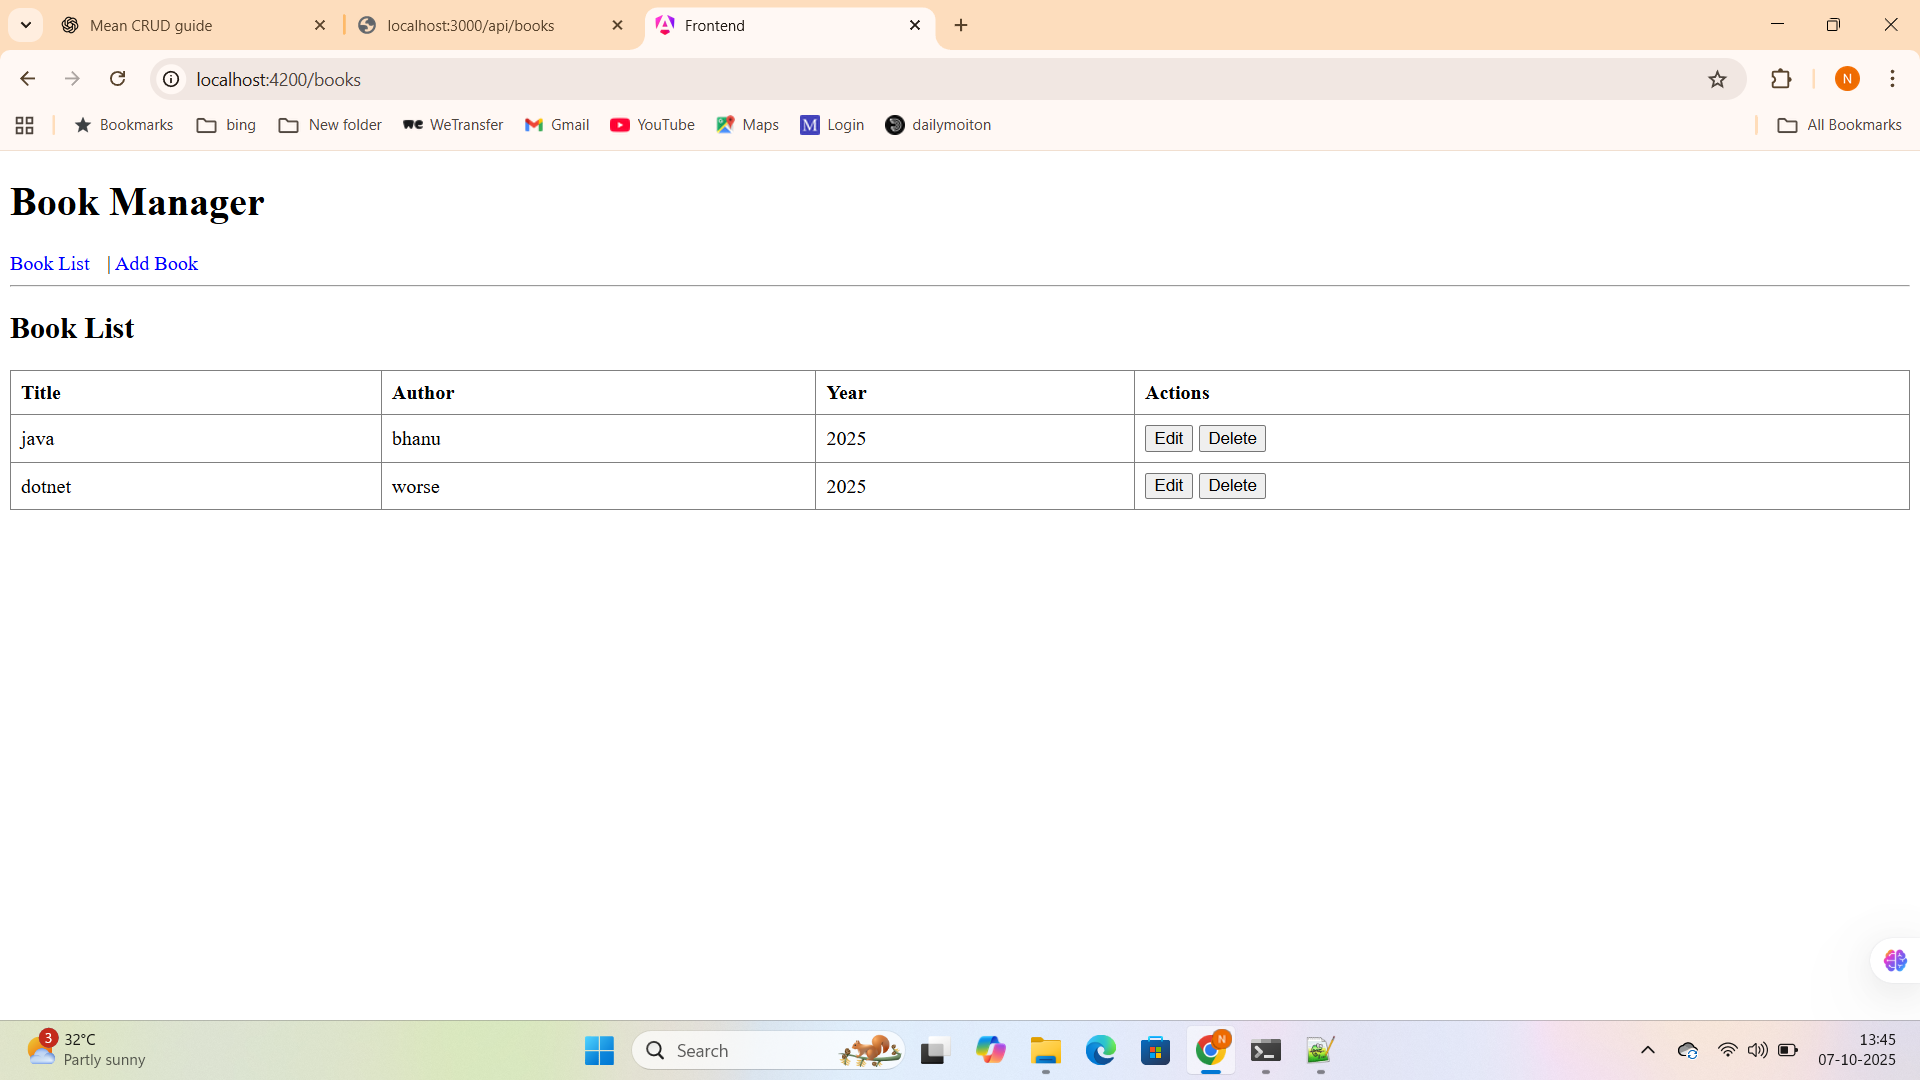 Mean CRUD guide
localhost:3000/api/books
Frontend
localhost:4200/books
N
Bookmarks bing New folder WeTransfer Gmail YouTube Maps M Login dailymoiton All Bookmarks
Book Manager
Book List | Add Book
Book List
Title Author Year Actions
java bhanu 2025 Edit Delete
dotnet worse 2025 Edit Delete
3 32°C
Partly sunny
Search
N
13:45
07-10-2025